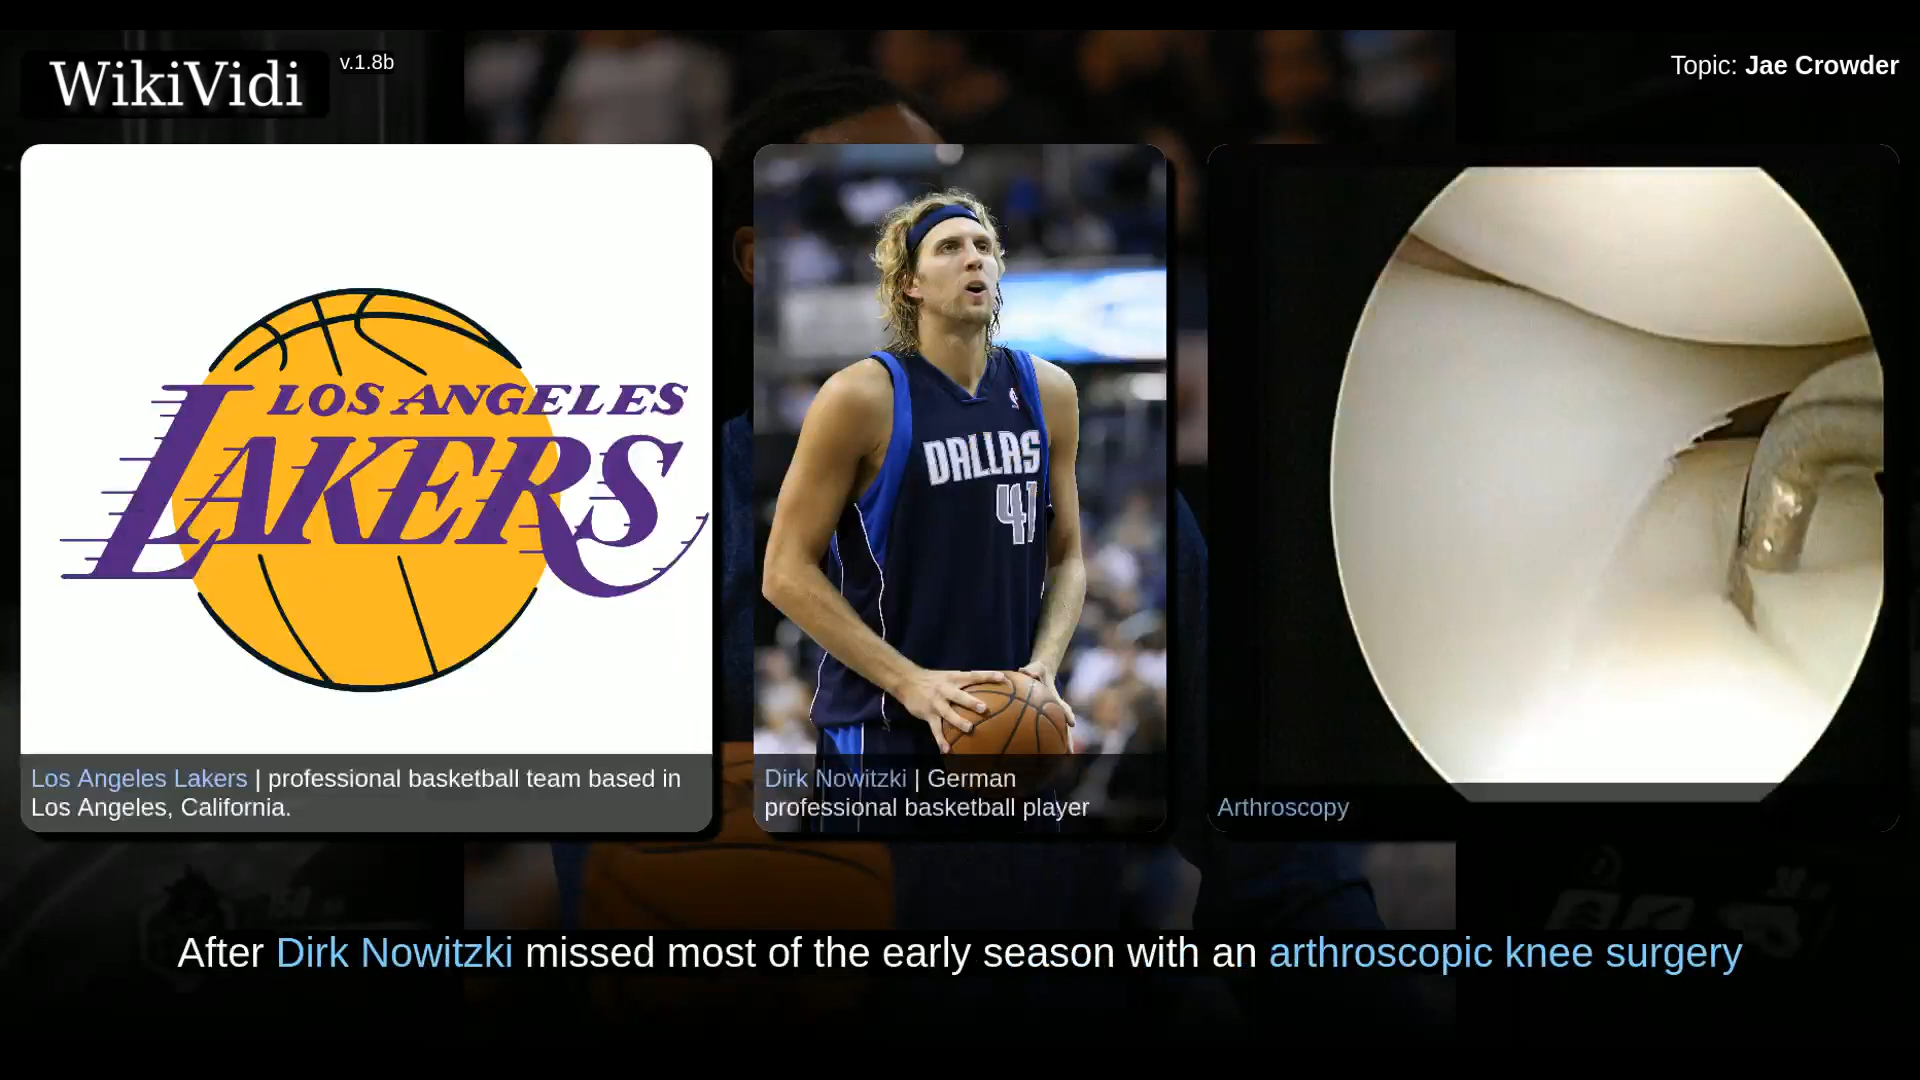 WikiVidi
v.1.8b
Topic: Jae Crowder
LOS ANGELES
LAKERS
DALLAS
41
Los Angeles Lakers | professional basketball team based in
Los Angeles, California.
Dirk Nowitzki | German
professional basketball player
Arthroscopy
After Dirk Nowitzki missed most of the early season with an arthroscopic knee surgery